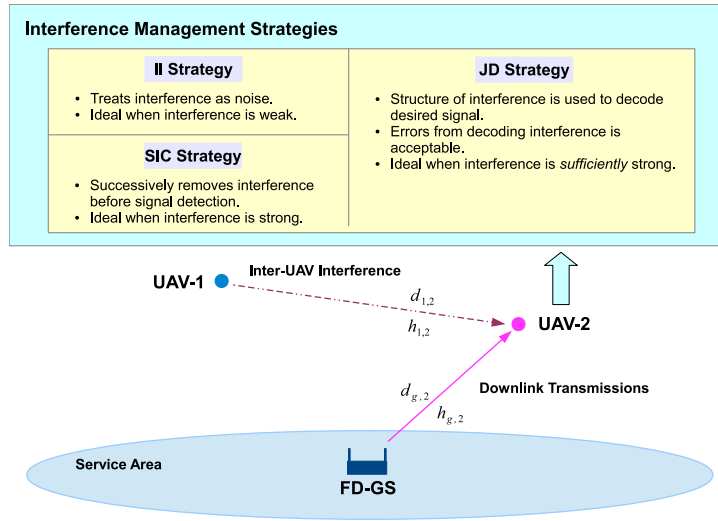 Interference Management Strategies
II Strategy
• Treats interference as noise.
• Ideal when interference is weak.
SIC Strategy
• Successively removes interference
before signal detection.
• Ideal when interference is strong.
JD Strategy
• Structure of interference is used to decode
desired signal.
• Errors from decoding interference is
acceptable.
• Ideal when interference is sufficiently strong.
Inter-UAV Interference
UAV-1
d1,2
h1,2
UAV-2
dg,2
hg,2
Downlink Transmissions
Service Area
FD-GS